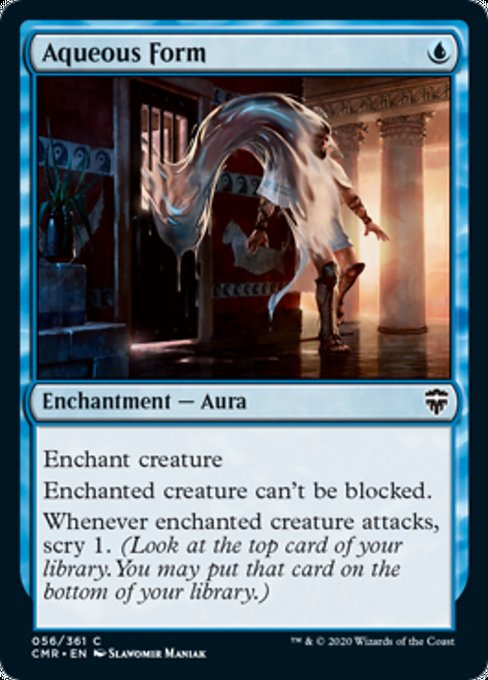 Aqueous Form
Enchantment — Aura
Enchant creature
Enchanted creature can't be blocked.
Whenever enchanted creature attacks,
scry 1. (Look at the top card of your
library. You may put that card on the
bottom of your library.)
056/361 C
CMR • EN Slawomir Maniak
™ & © 2020 Wizards of the Coast